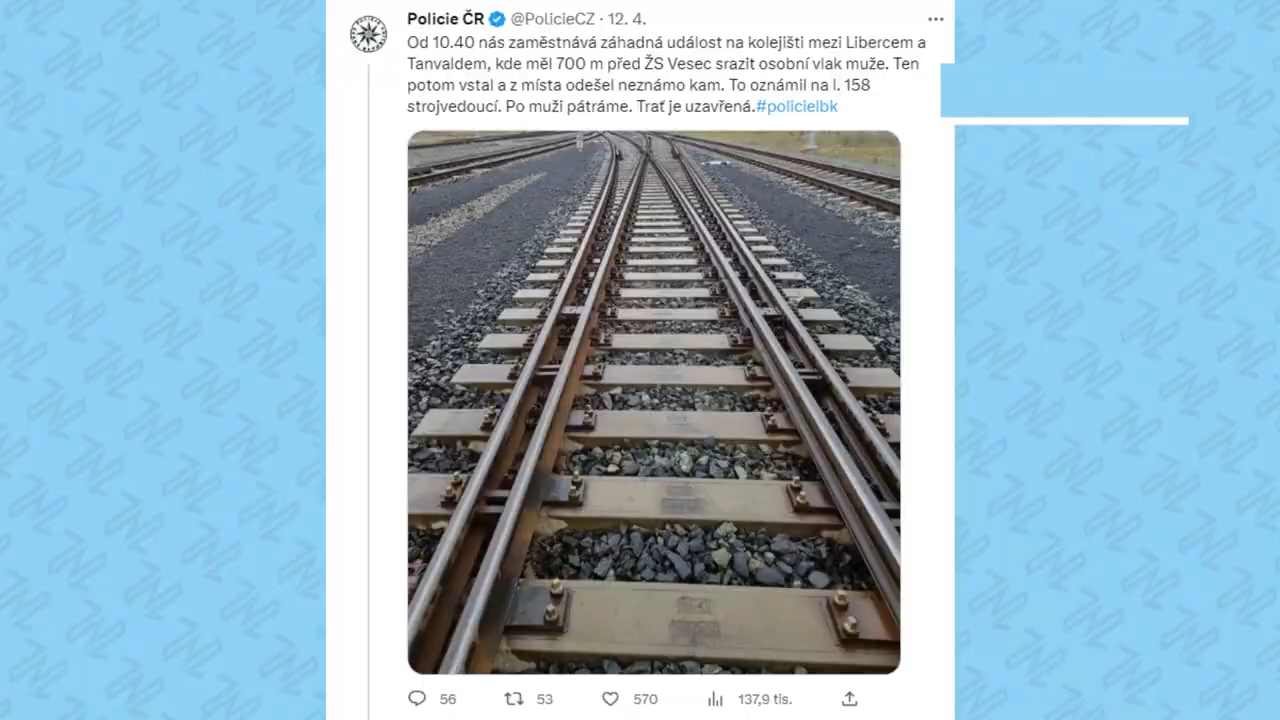 Policie ČR @PolicieCZ · 12. 4.
Od 10.40 nás zaměstnává záhadná událost na kolejišti mezi Libercem a
Tanvaldem, kde měl 700 m před ŽS Vesec srazit osobní vlak muže. Ten
potom vstal a z místa odešel neznámo kam. To oznámil na l. 158
strojvedoucí. Po muži pátráme. Trať je uzavřená.#policielbk
56 53 570 137,9 tis.